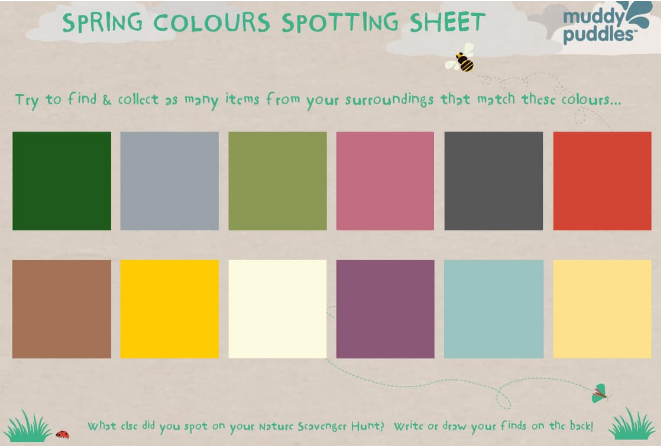 SPRING COLOURS SPOTTING SHEET
muddy
puddles™
Try to find & collect as many items from your surroundings that match these colours...
What else did you spot on your Nature Scavenger Hunt? Write or draw your finds on the back!